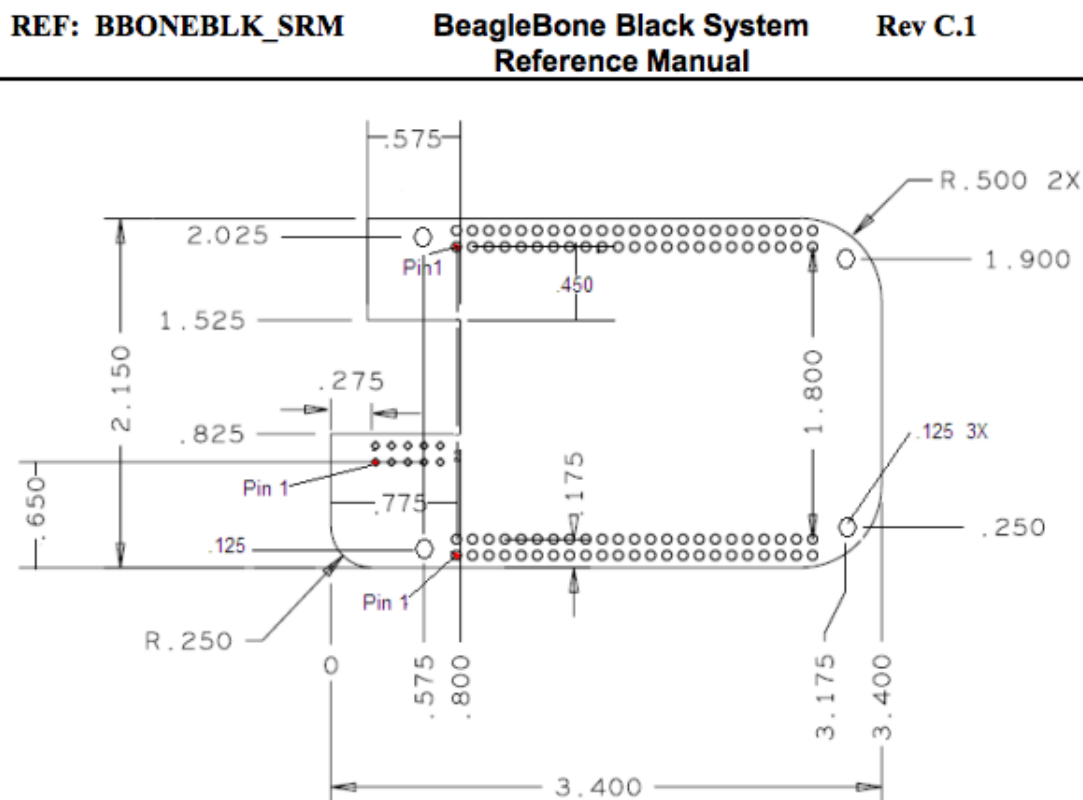 REF: BBONEBLK_SRM
BeagleBone Black System
Reference Manual
Rev C.1
.575
R.500 2X
2.025
Pin1
1.900
.450
1.525
2.150
1.800
.275
.825
.125 3X
Pin 1
.650
.775
.175
.250
.125
Pin 1
R.250
0
.575
.800
3.175
3.400
3.400